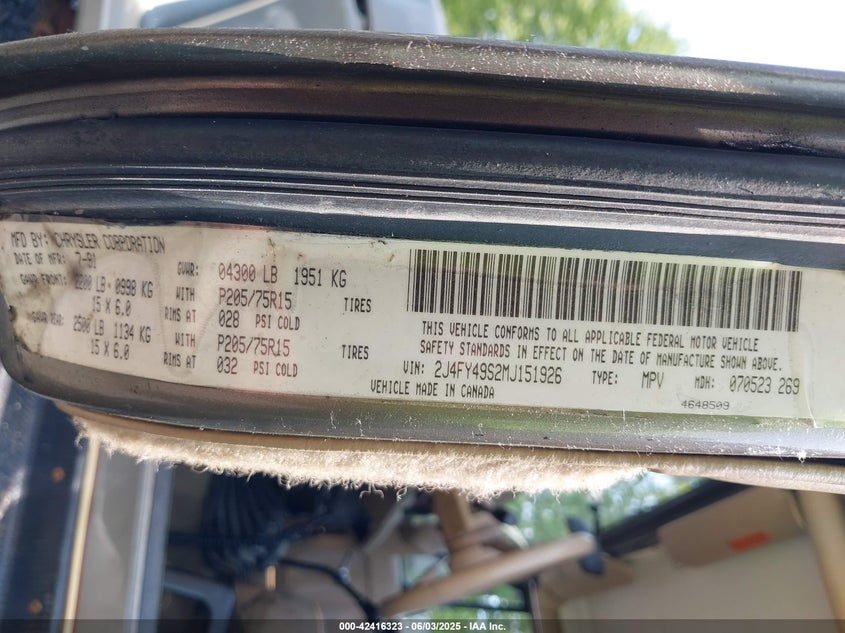 MFD BY: CHRYSLER CORPORATION
DATE OF MFR: 7-91 GVWR: 04300 LB 1951 KG
GAWR FRONT: 2200 LB 0998 KG WITH P205/75R15 TIRES
15 X 6.0 RIMS AT 028 PSI COLD
GAWR REAR: 2500 LB 1134 KG WITH P205/75R15 TIRES
15 X 6.0 RIMS AT 032 PSI COLD
THIS VEHICLE CONFORMS TO ALL APPLICABLE FEDERAL MOTOR VEHICLE
SAFETY STANDARDS IN EFFECT ON THE DATE OF MANUFACTURE SHOWN ABOVE.
VIN: 2J4FY49S2MJ151926 TYPE: MPV MDH: 070523 269
VEHICLE MADE IN CANADA
4648509
000-42416323 - 06/03/2025 - IAA Inc.